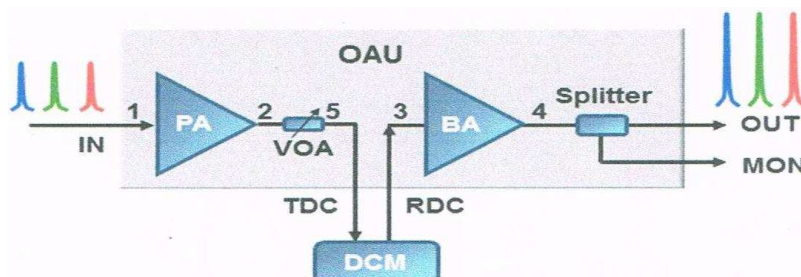 OAU
Splitter
1 PA 2 5 3 BA 4
OUT
IN VOA
MON
TDC RDC
DCM